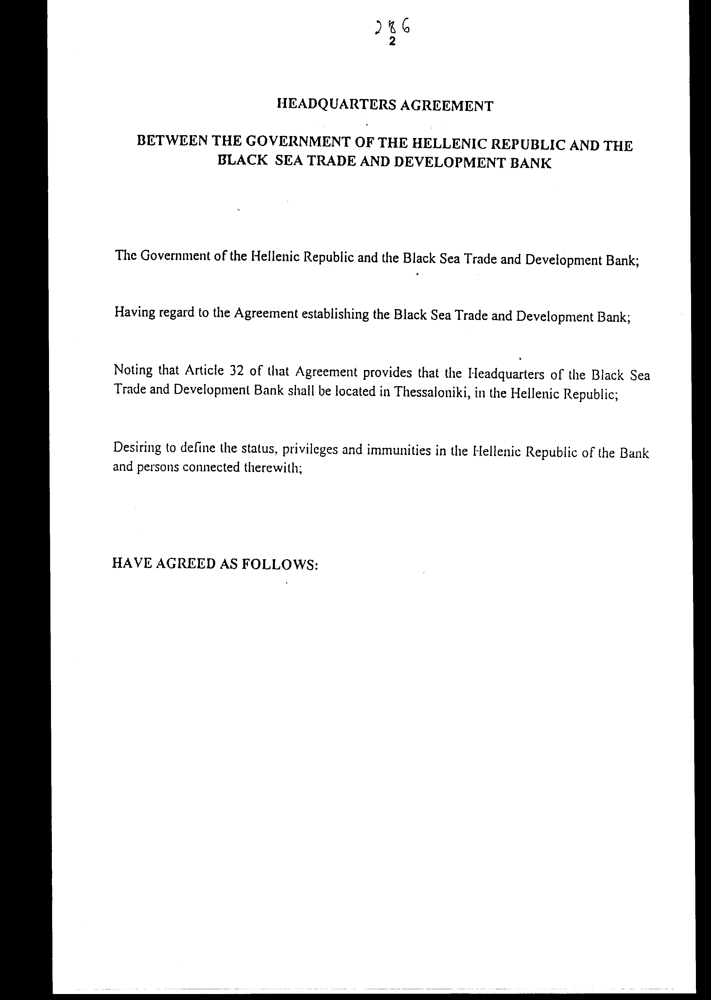 286
2
HEADQUARTERS AGREEMENT
BETWEEN THE GOVERNMENT OF THE HELLENIC REPUBLIC AND THE
BLACK SEA TRADE AND DEVELOPMENT BANK
The Government of the Hellenic Republic and the Black Sea Trade and Development Bank;
Having regard to the Agreement establishing the Black Sea Trade and Development Bank;
Noting that Article 32 of that Agreement provides that the Headquarters of the Black Sea
Trade and Development Bank shall be located in Thessaloniki, in the Hellenic Republic;
Desiring to define the status, privileges and immunities in the Hellenic Republic of the Bank
and persons connected therewith;
HAVE AGREED AS FOLLOWS: